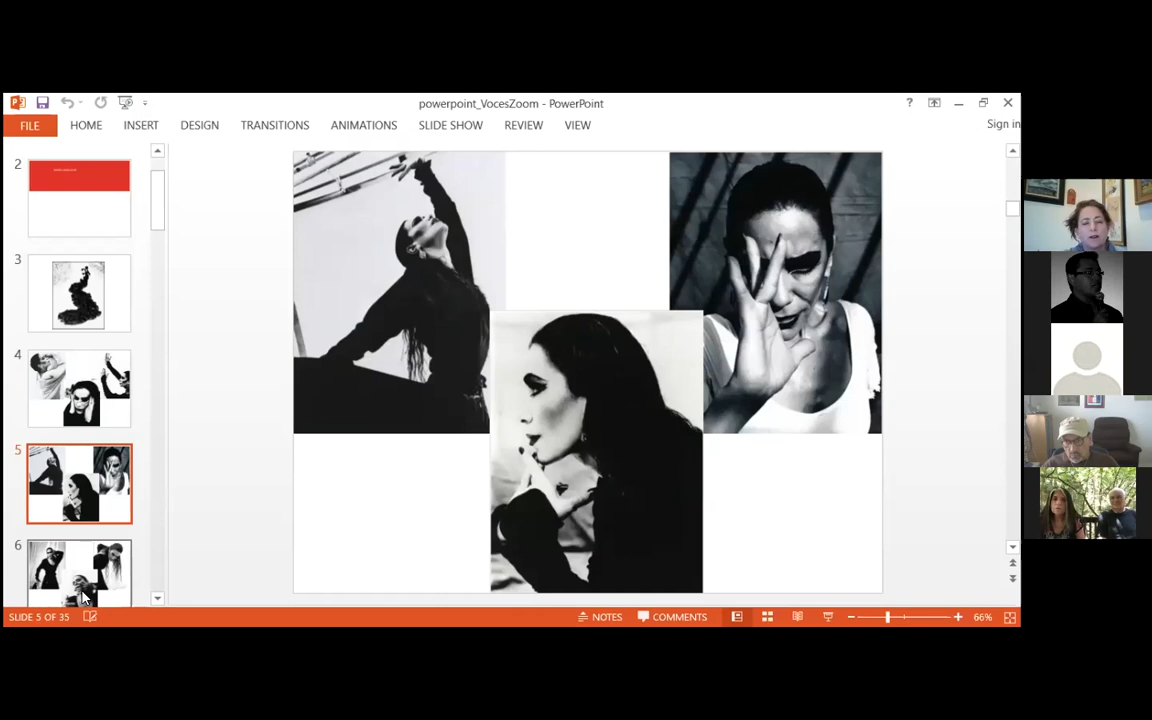 powerpoint_VocesZoom - PowerPoint
?
FILE HOME INSERT DESIGN TRANSITIONS ANIMATIONS SLIDE SHOW REVIEW VIEW
Sign in
2
3
4
5
6
SLIDE 5 OF 35
NOTES COMMENTS 66%